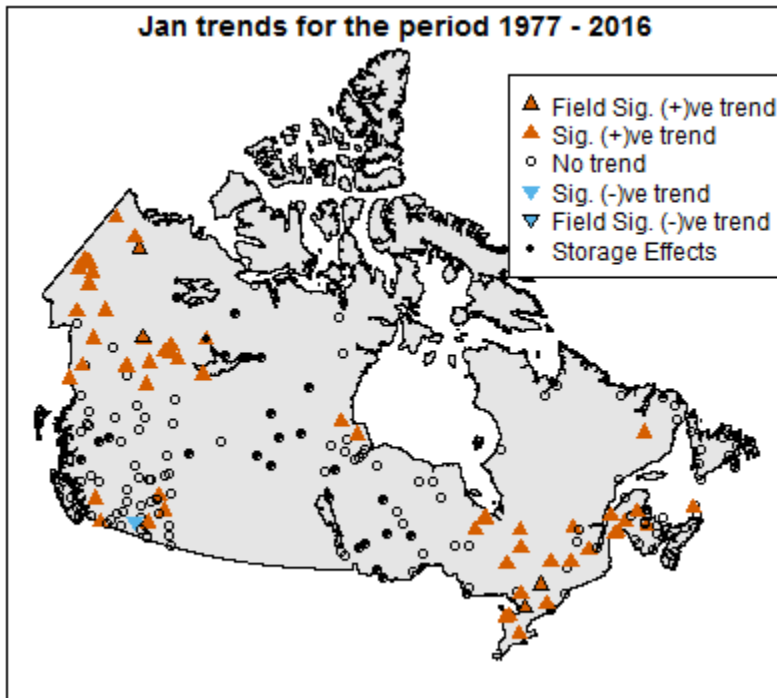 Jan trends for the period 1977 - 2016
Field Sig. (+)ve trend
Sig. (+)ve trend
No trend
Sig. (-)ve trend
Field Sig. (-)ve trend
Storage Effects